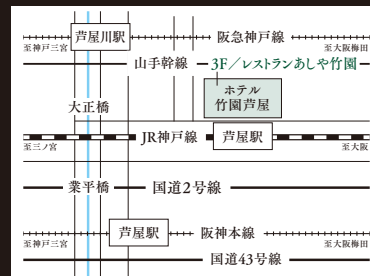 芦屋川駅
阪急神戸線
至神戸三宮
至大阪梅田
山手幹線
3F／レストランあしや竹園
ホテル
竹園芦屋
大正橋
JR神戸線
芦屋駅
至三ノ宮
至大阪
業平橋
国道2号線
芦屋駅
阪神本線
至神戸三宮
至大阪梅田
国道43号線